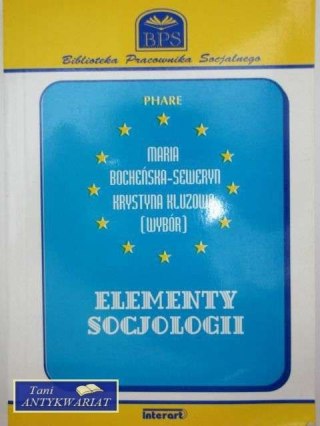 BPS
Biblioteka Pracownika Socjalnego
PHARE
MARIA
BOCHEŃSKA-SEWERYN
KRYSTYNA KLUZOWA
(WYBÓR)
ELEMENTY
SOCJOLOGII
Tani
ANTYKWARIAT
Interart